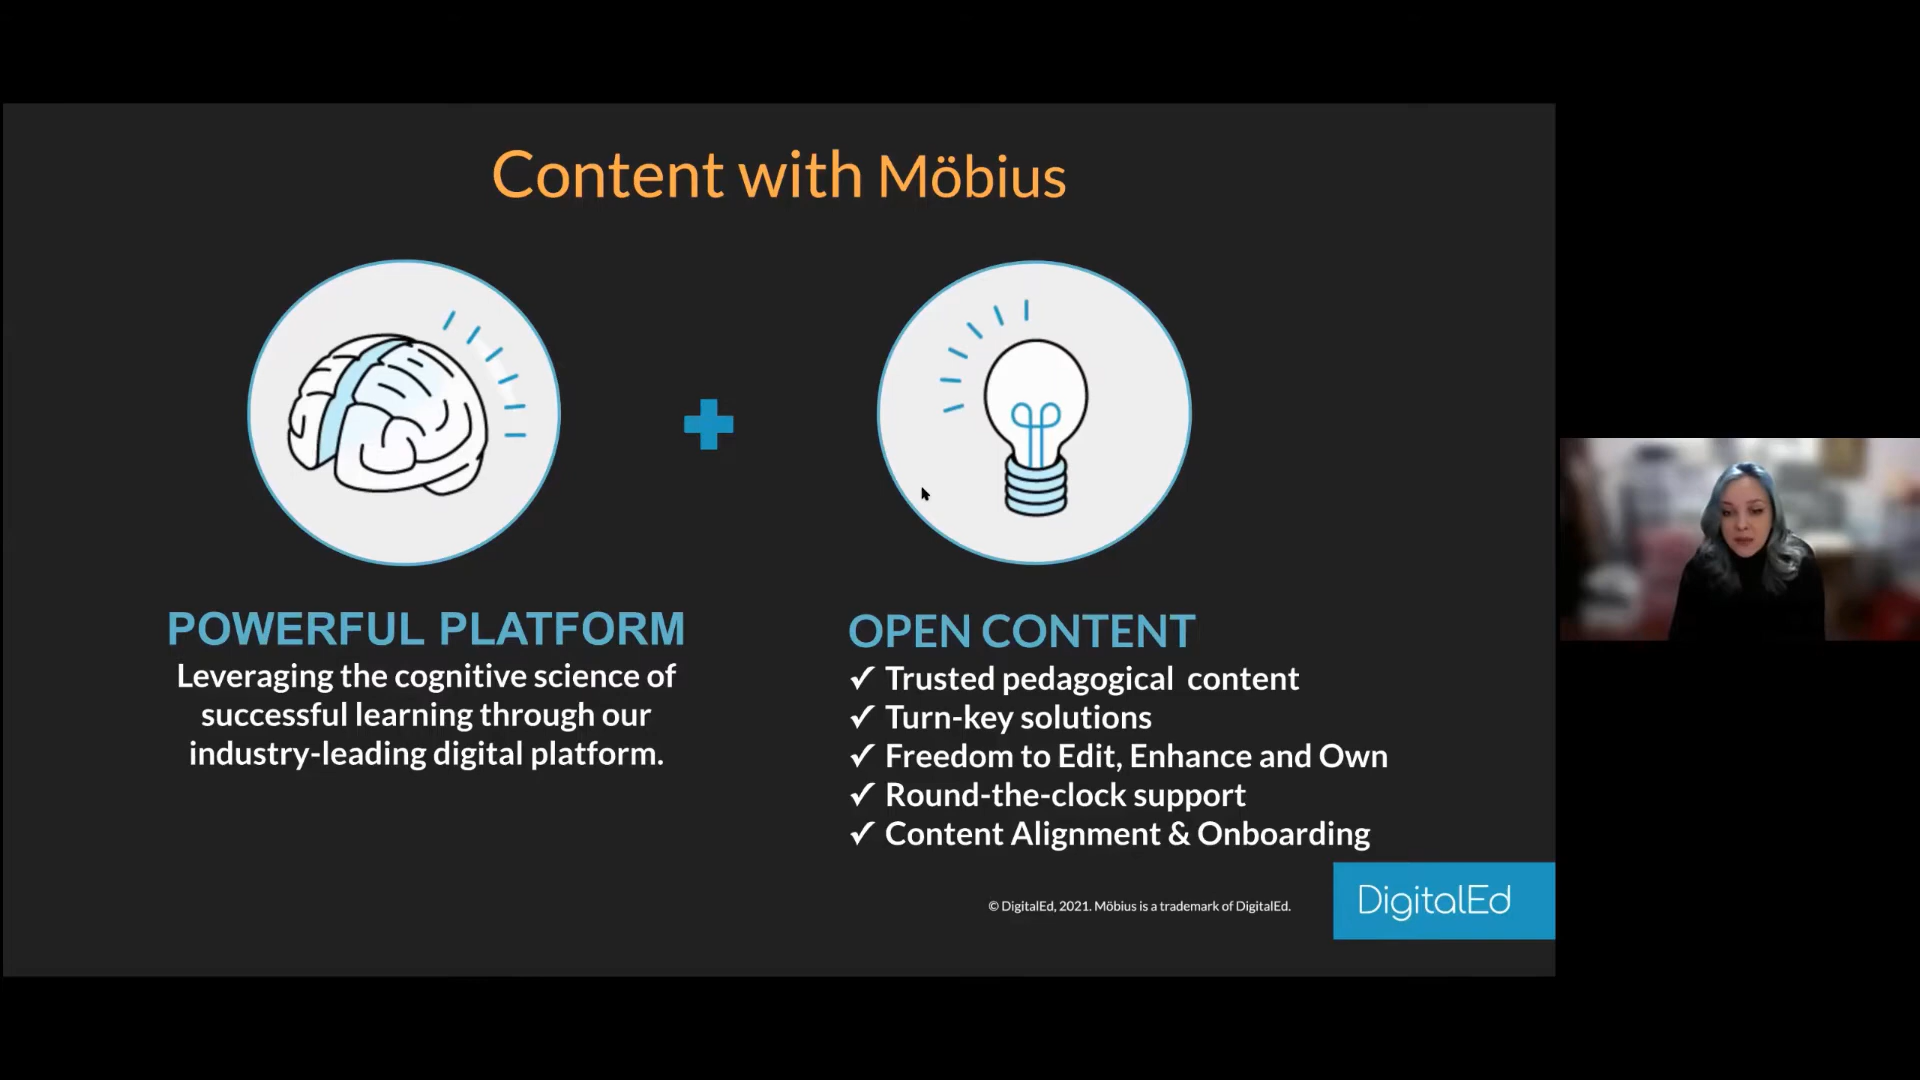 Content with Möbius
POWERFUL PLATFORM
Leveraging the cognitive science of
successful learning through our
industry-leading digital platform.
OPEN CONTENT
✓ Trusted pedagogical content
✓ Turn-key solutions
✓ Freedom to Edit, Enhance and Own
✓ Round-the-clock support
✓ Content Alignment & Onboarding
© DigitalEd, 2021. Möbius is a trademark of DigitalEd.
DigitalEd